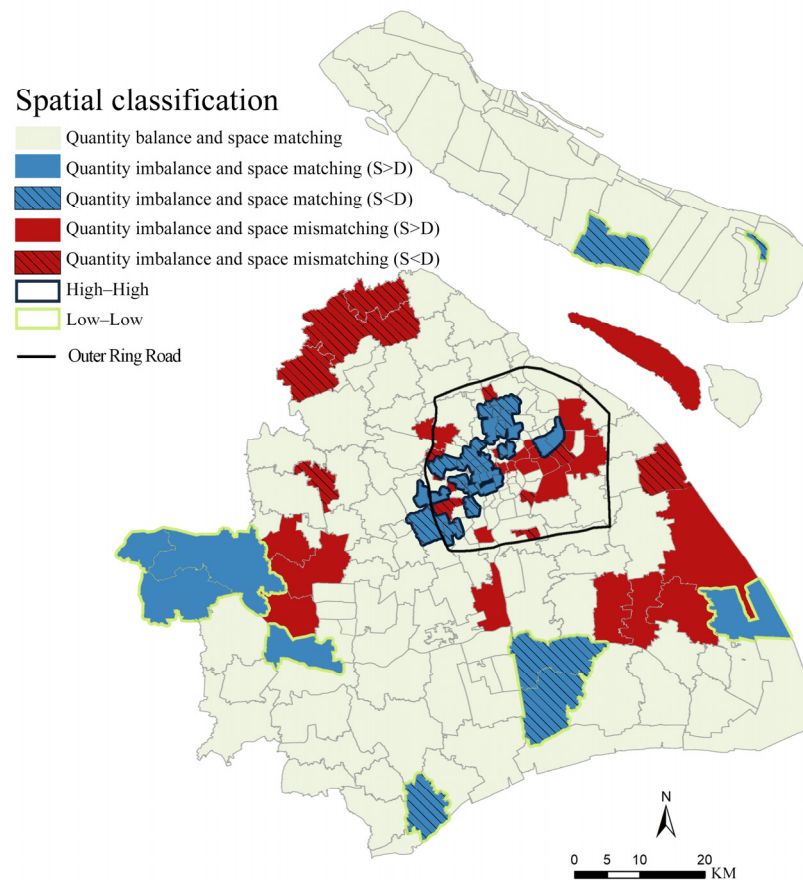 Spatial classification
Quantity balance and space matching
Quantity imbalance and space matching (S>D)
Quantity imbalance and space matching (S<D)
Quantity imbalance and space mismatching (S>D)
Quantity imbalance and space mismatching (S<D)
High–High
Low–Low
Outer Ring Road
N
0 5 10 20
KM